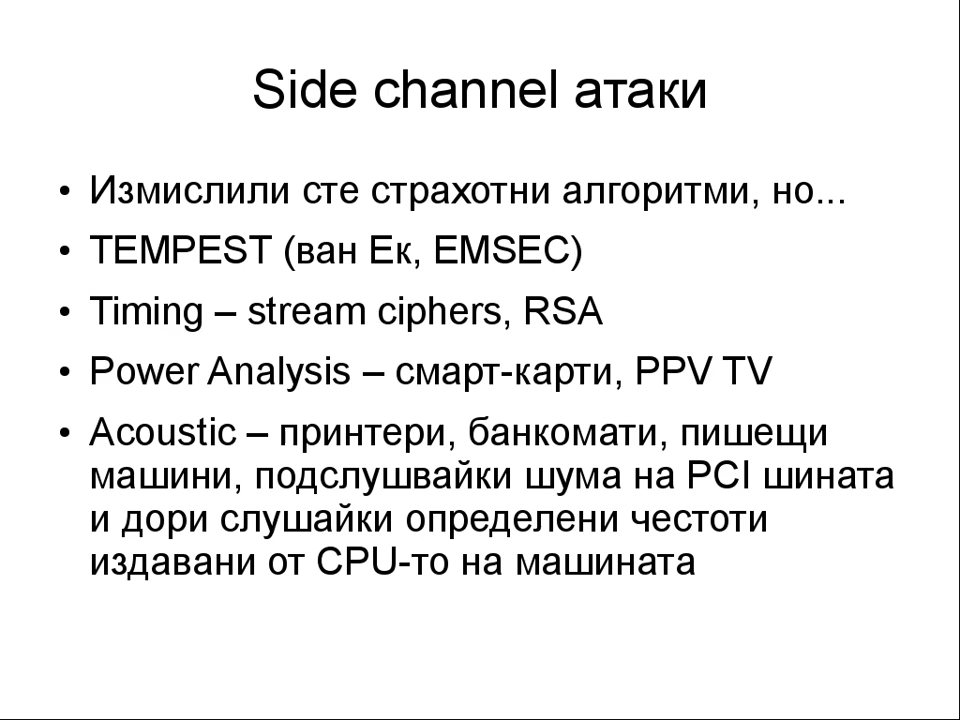 Side channel атаки
• Измислили сте страхотни алгоритми, но...
• TEMPEST (ван Ек, EMSEC)
• Timing – stream ciphers, RSA
• Power Analysis – смарт-карти, PPV TV
• Acoustic – принтери, банкомати, пишещи
машини, подслушвайки шума на PCI шината
и дори слушайки определени честоти
издавани от CPU-то на машината